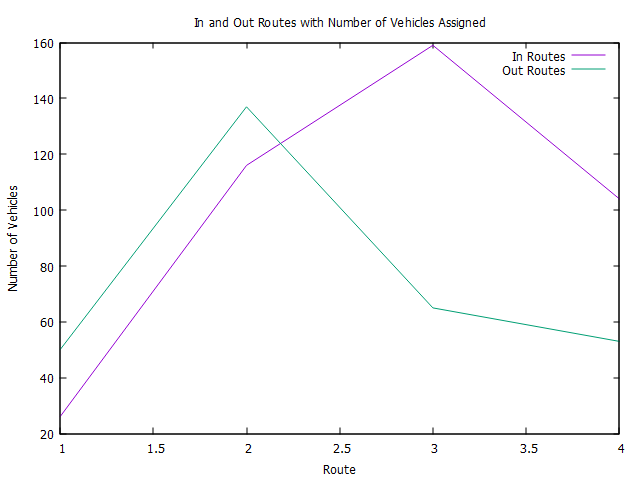 In and Out Routes with Number of Vehicles Assigned
In Routes
Out Routes
160
140
120
100
80
60
40
20
Number of Vehicles
1 1.5 2 2.5 3 3.5 4
Route